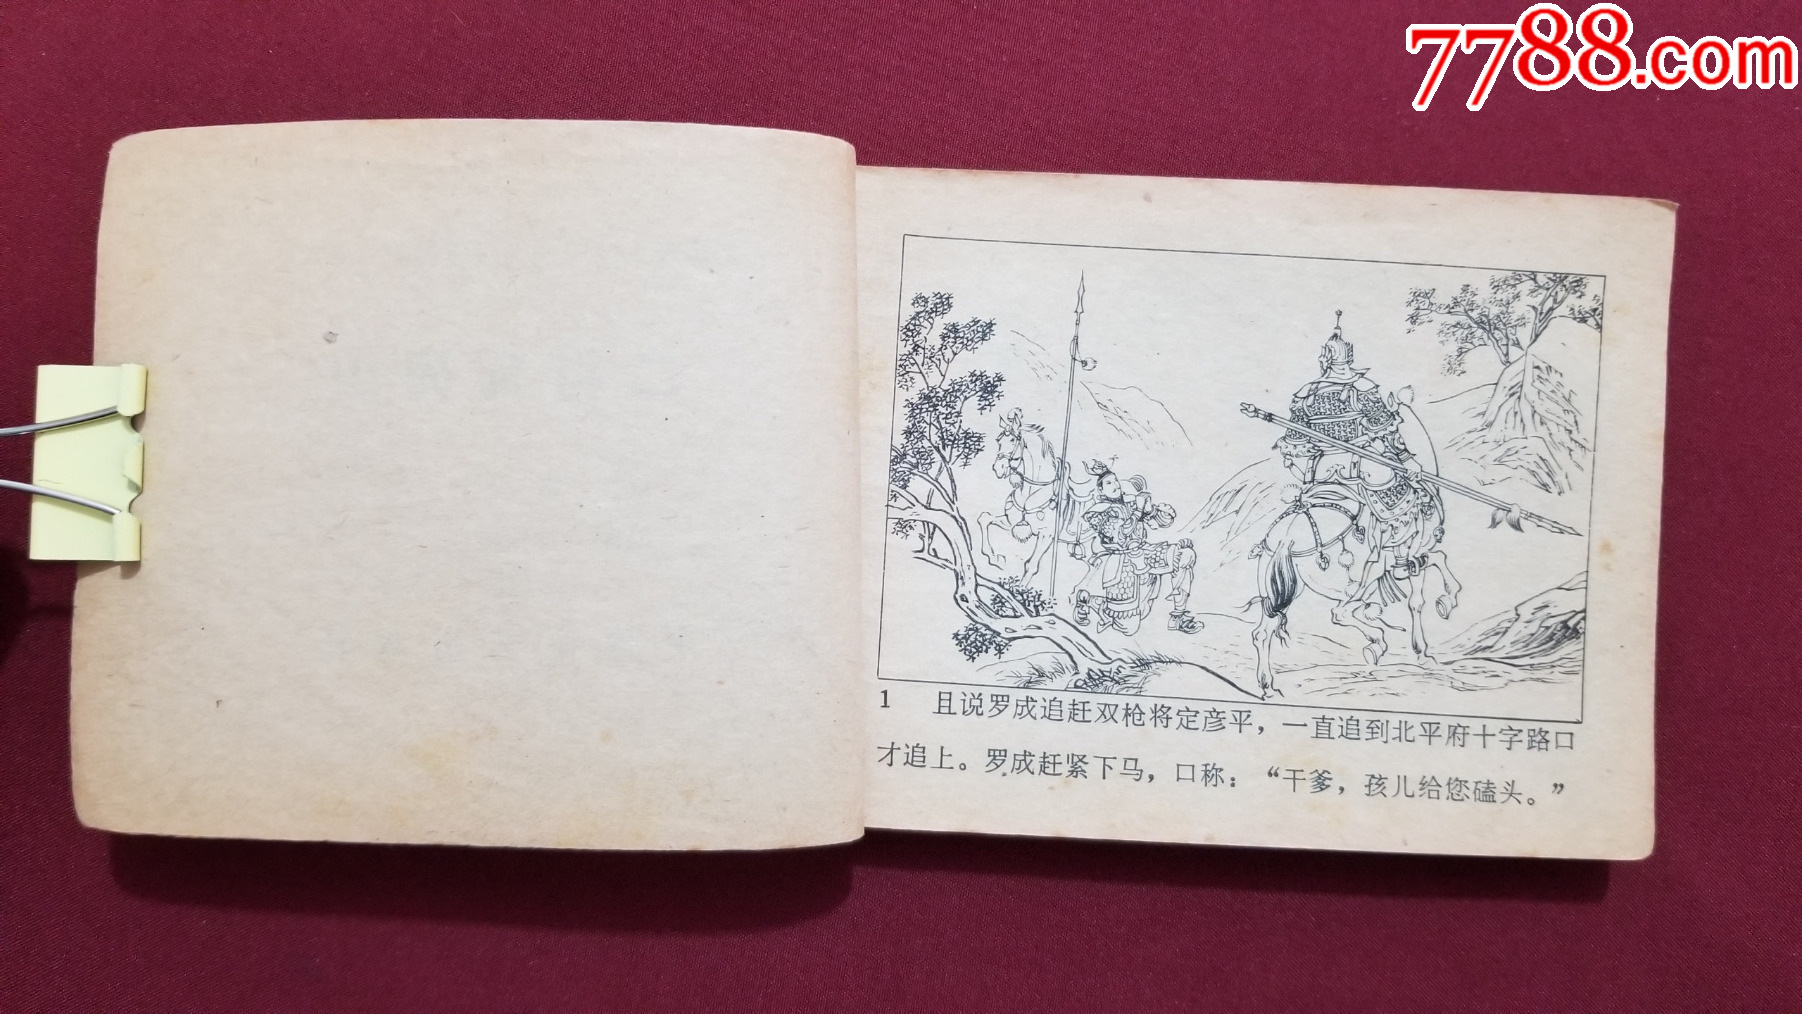 7788.com
1 且说罗成追赶双枪将定彦平，一直追到北平府十字路口
才追上。罗成赶紧下马，口称：“干爹，孩儿给您磕头。”